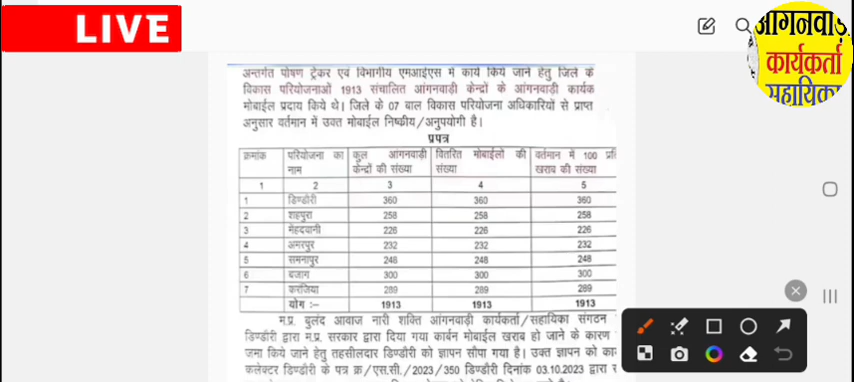 LIVE
आंगनवाड़ी
कार्यकर्ता
सहायिका
अन्तर्गत पोषण ट्रेकर एवं विभागीय एमआईएस में कार्य किये जाने हेतु जिले के
विकास परियोजनाओं 1913 संचालित आंगनवाड़ी केन्द्रों के आंगनवाड़ी कार्यक
मोबाईल प्रदाय किये थे। जिले के 07 बाल विकास परियोजना अधिकारियों से प्राप्त
अनुसार वर्तमान में उक्त मोबाईल निष्क्रीय/अनुपयोगी है।
प्रपत्र
क्रमांक परियोजना का कुल आंगनवाड़ी वितरित मोबाईलों की वर्तमान में 100 प्रति
नाम केन्द्रों की संख्या संख्या खराब की संख्या
1 2 3 4 5
1 डिण्डौरी 360 360 360
2 शहपुरा 258 258 258
3 मेहदवानी 226 226 226
4 अमरपुर 232 232 232
5 समनापुर 248 248 248
6 बजाग 300 300 300
7 करंजिया 289 289 289
योग :– 1913 1913 1913
म.प्र. बुलंद आवाज नारी शक्ति आंगनवाड़ी कार्यकर्ता/सहायिका संगठन
डिण्डौरी द्वारा म.प्र. सरकार द्वारा दिया गया कार्बन मोबाईल खराब हो जाने के कारण
जमा किये जाने हेतु तहसीलदार डिण्डौरी को ज्ञापन सौपा गया है। उक्त ज्ञापन को का
कलेक्टर डिण्डौरी के पत्र क्र/एस.सी./2023/350 डिण्डौरी दिनांक 03.10.2023 द्वारा